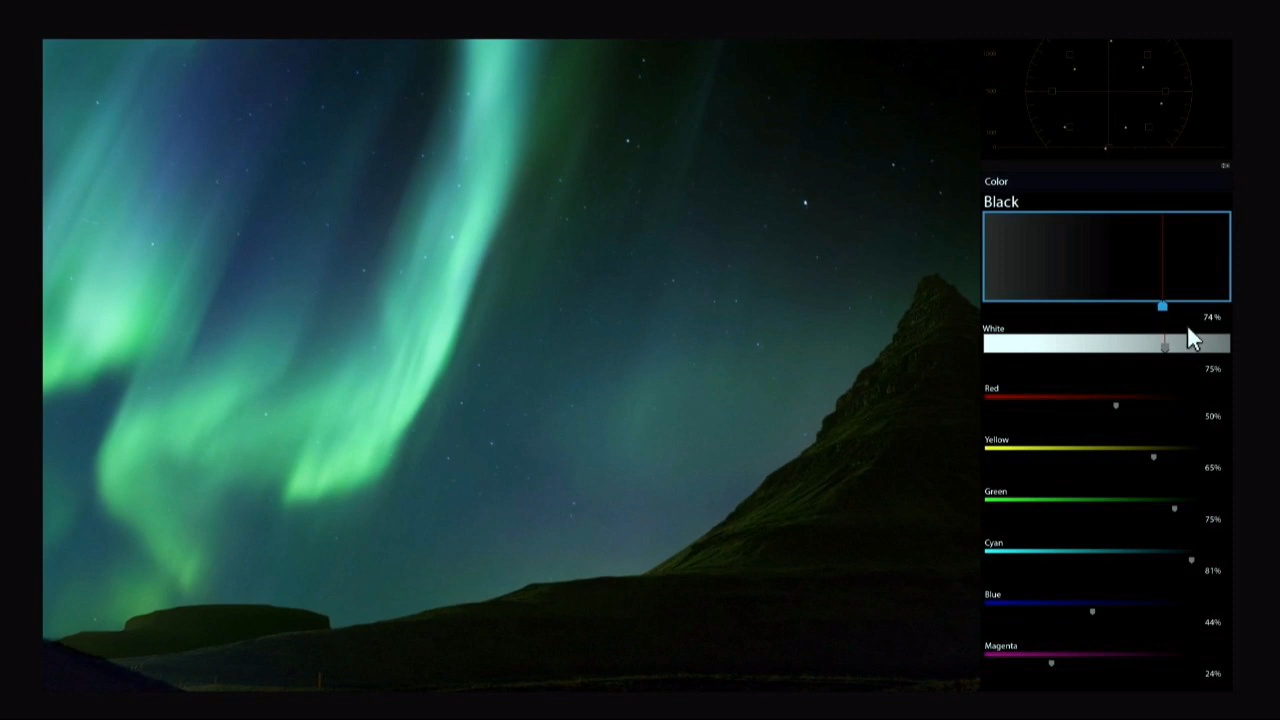 Color
Black
74%
White
75%
Red
50%
Yellow
65%
Green
75%
Cyan
81%
Blue
44%
Magenta
24%